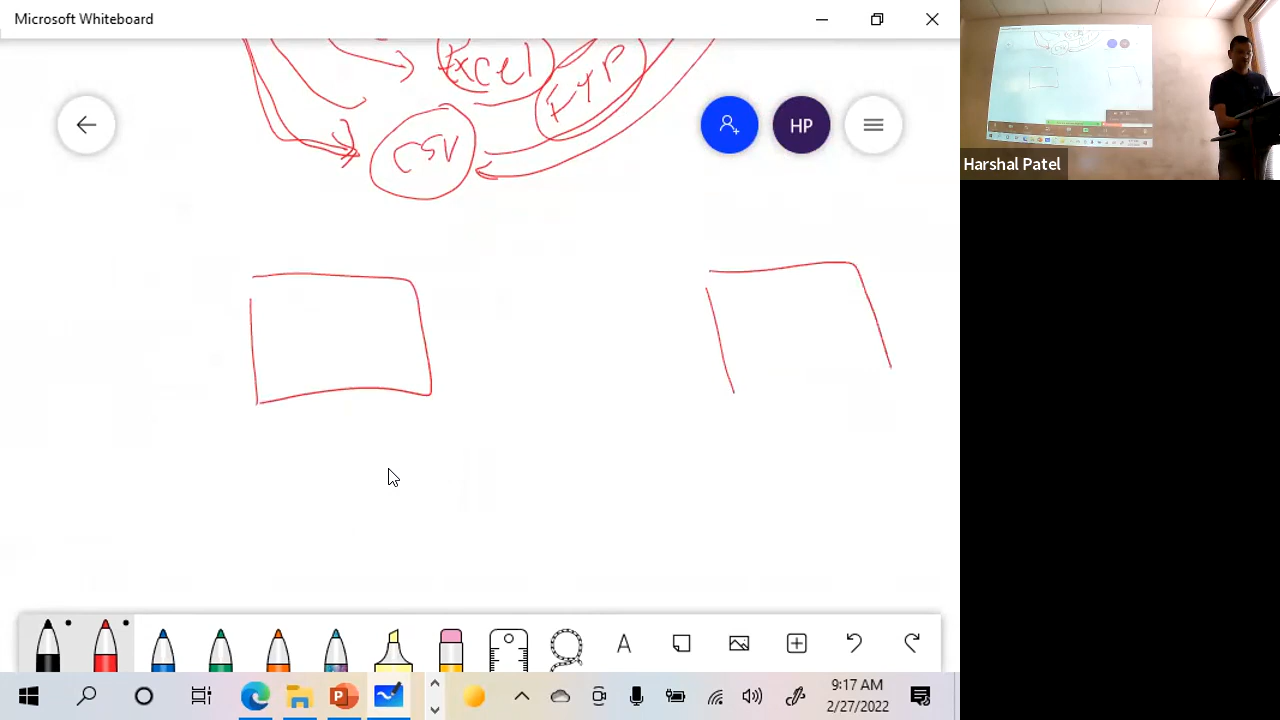 Microsoft Whiteboard
Excel
FTP
CSV
HP
Harshal Patel
A
9:17 AM
2/27/2022